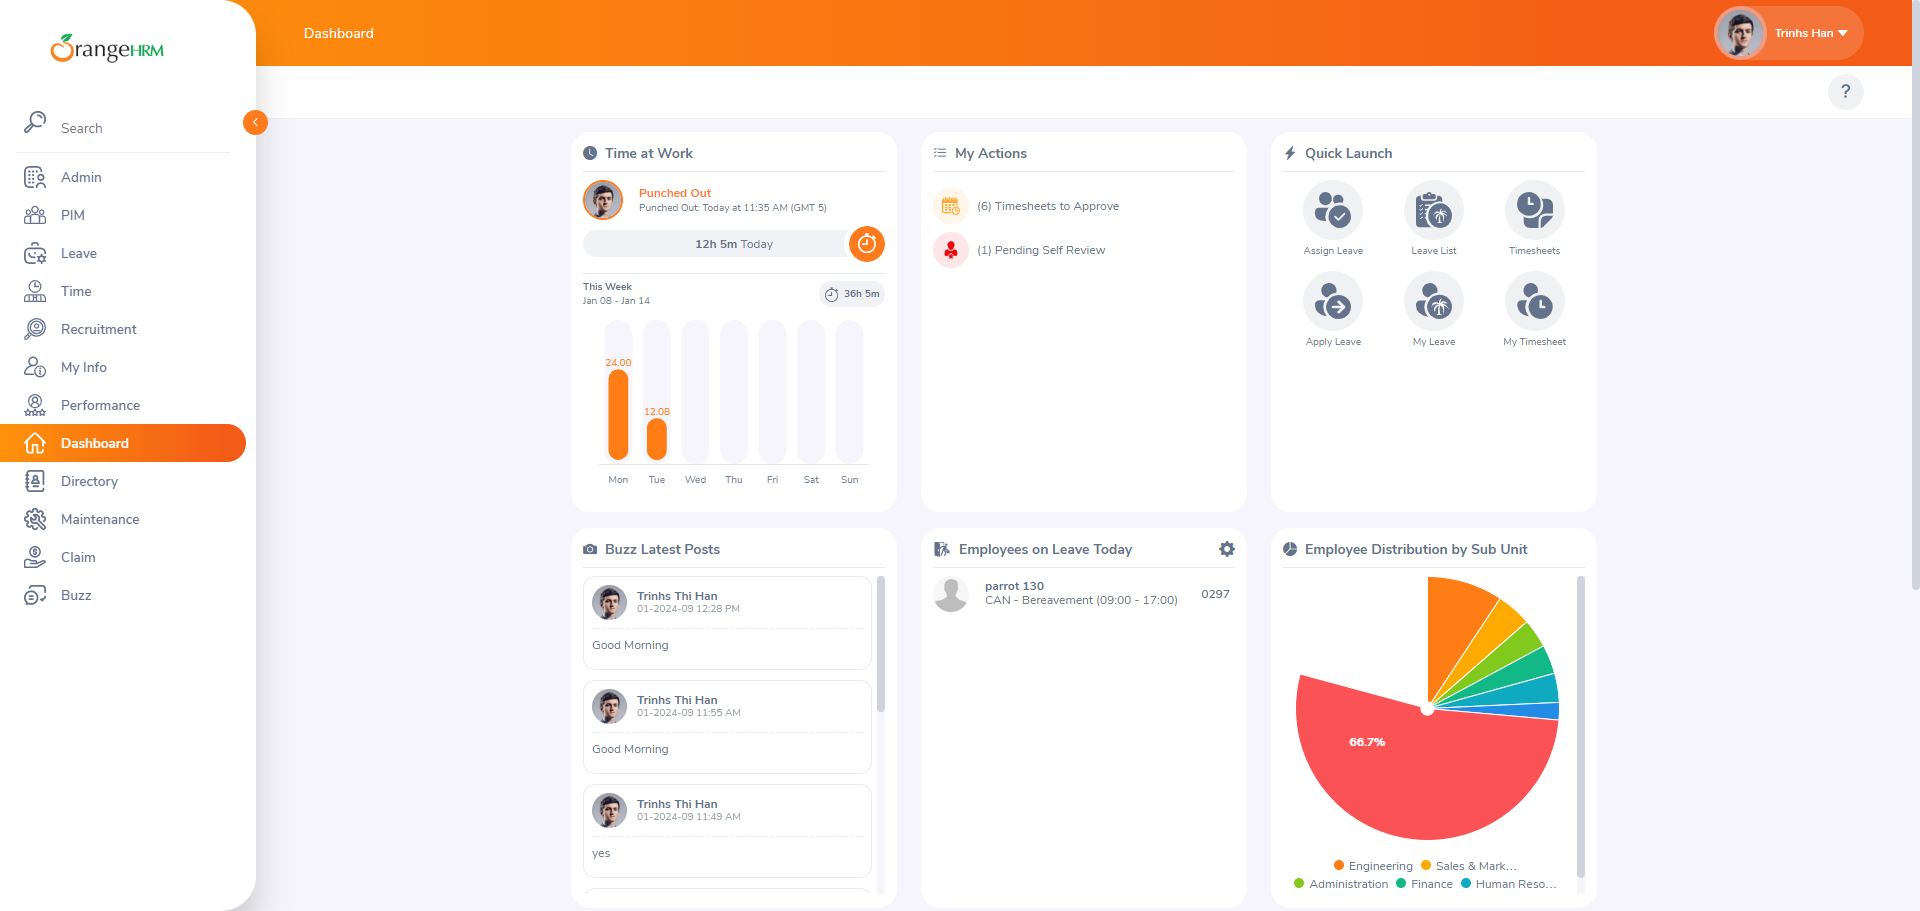 OrangeHRM
Dashboard
Trinhs Han
?
Search
Admin
PIM
Leave
Time
Recruitment
My Info
Performance
Dashboard
Directory
Maintenance
Claim
Buzz
Time at Work
Punched Out
Punched Out: Today at 11:35 AM (GMT 5)
12h 5m Today
This Week
Jan 08 - Jan 14
36h 5m
24.00
12.08
Mon Tue Wed Thu Fri Sat Sun
My Actions
(6) Timesheets to Approve
(1) Pending Self Review
Quick Launch
Assign Leave Leave List Timesheets
Apply Leave My Leave My Timesheet
Buzz Latest Posts
Trinhs Thi Han
01-2024-09 12:28 PM
Good Morning
Trinhs Thi Han
01-2024-09 11:55 AM
Good Morning
Trinhs Thi Han
01-2024-09 11:49 AM
yes
Employees on Leave Today
parrot 130
CAN - Bereavement (09:00 - 17:00)
0297
Employee Distribution by Sub Unit
66.7%
Engineering Sales & Mark...
Administration Finance Human Reso...